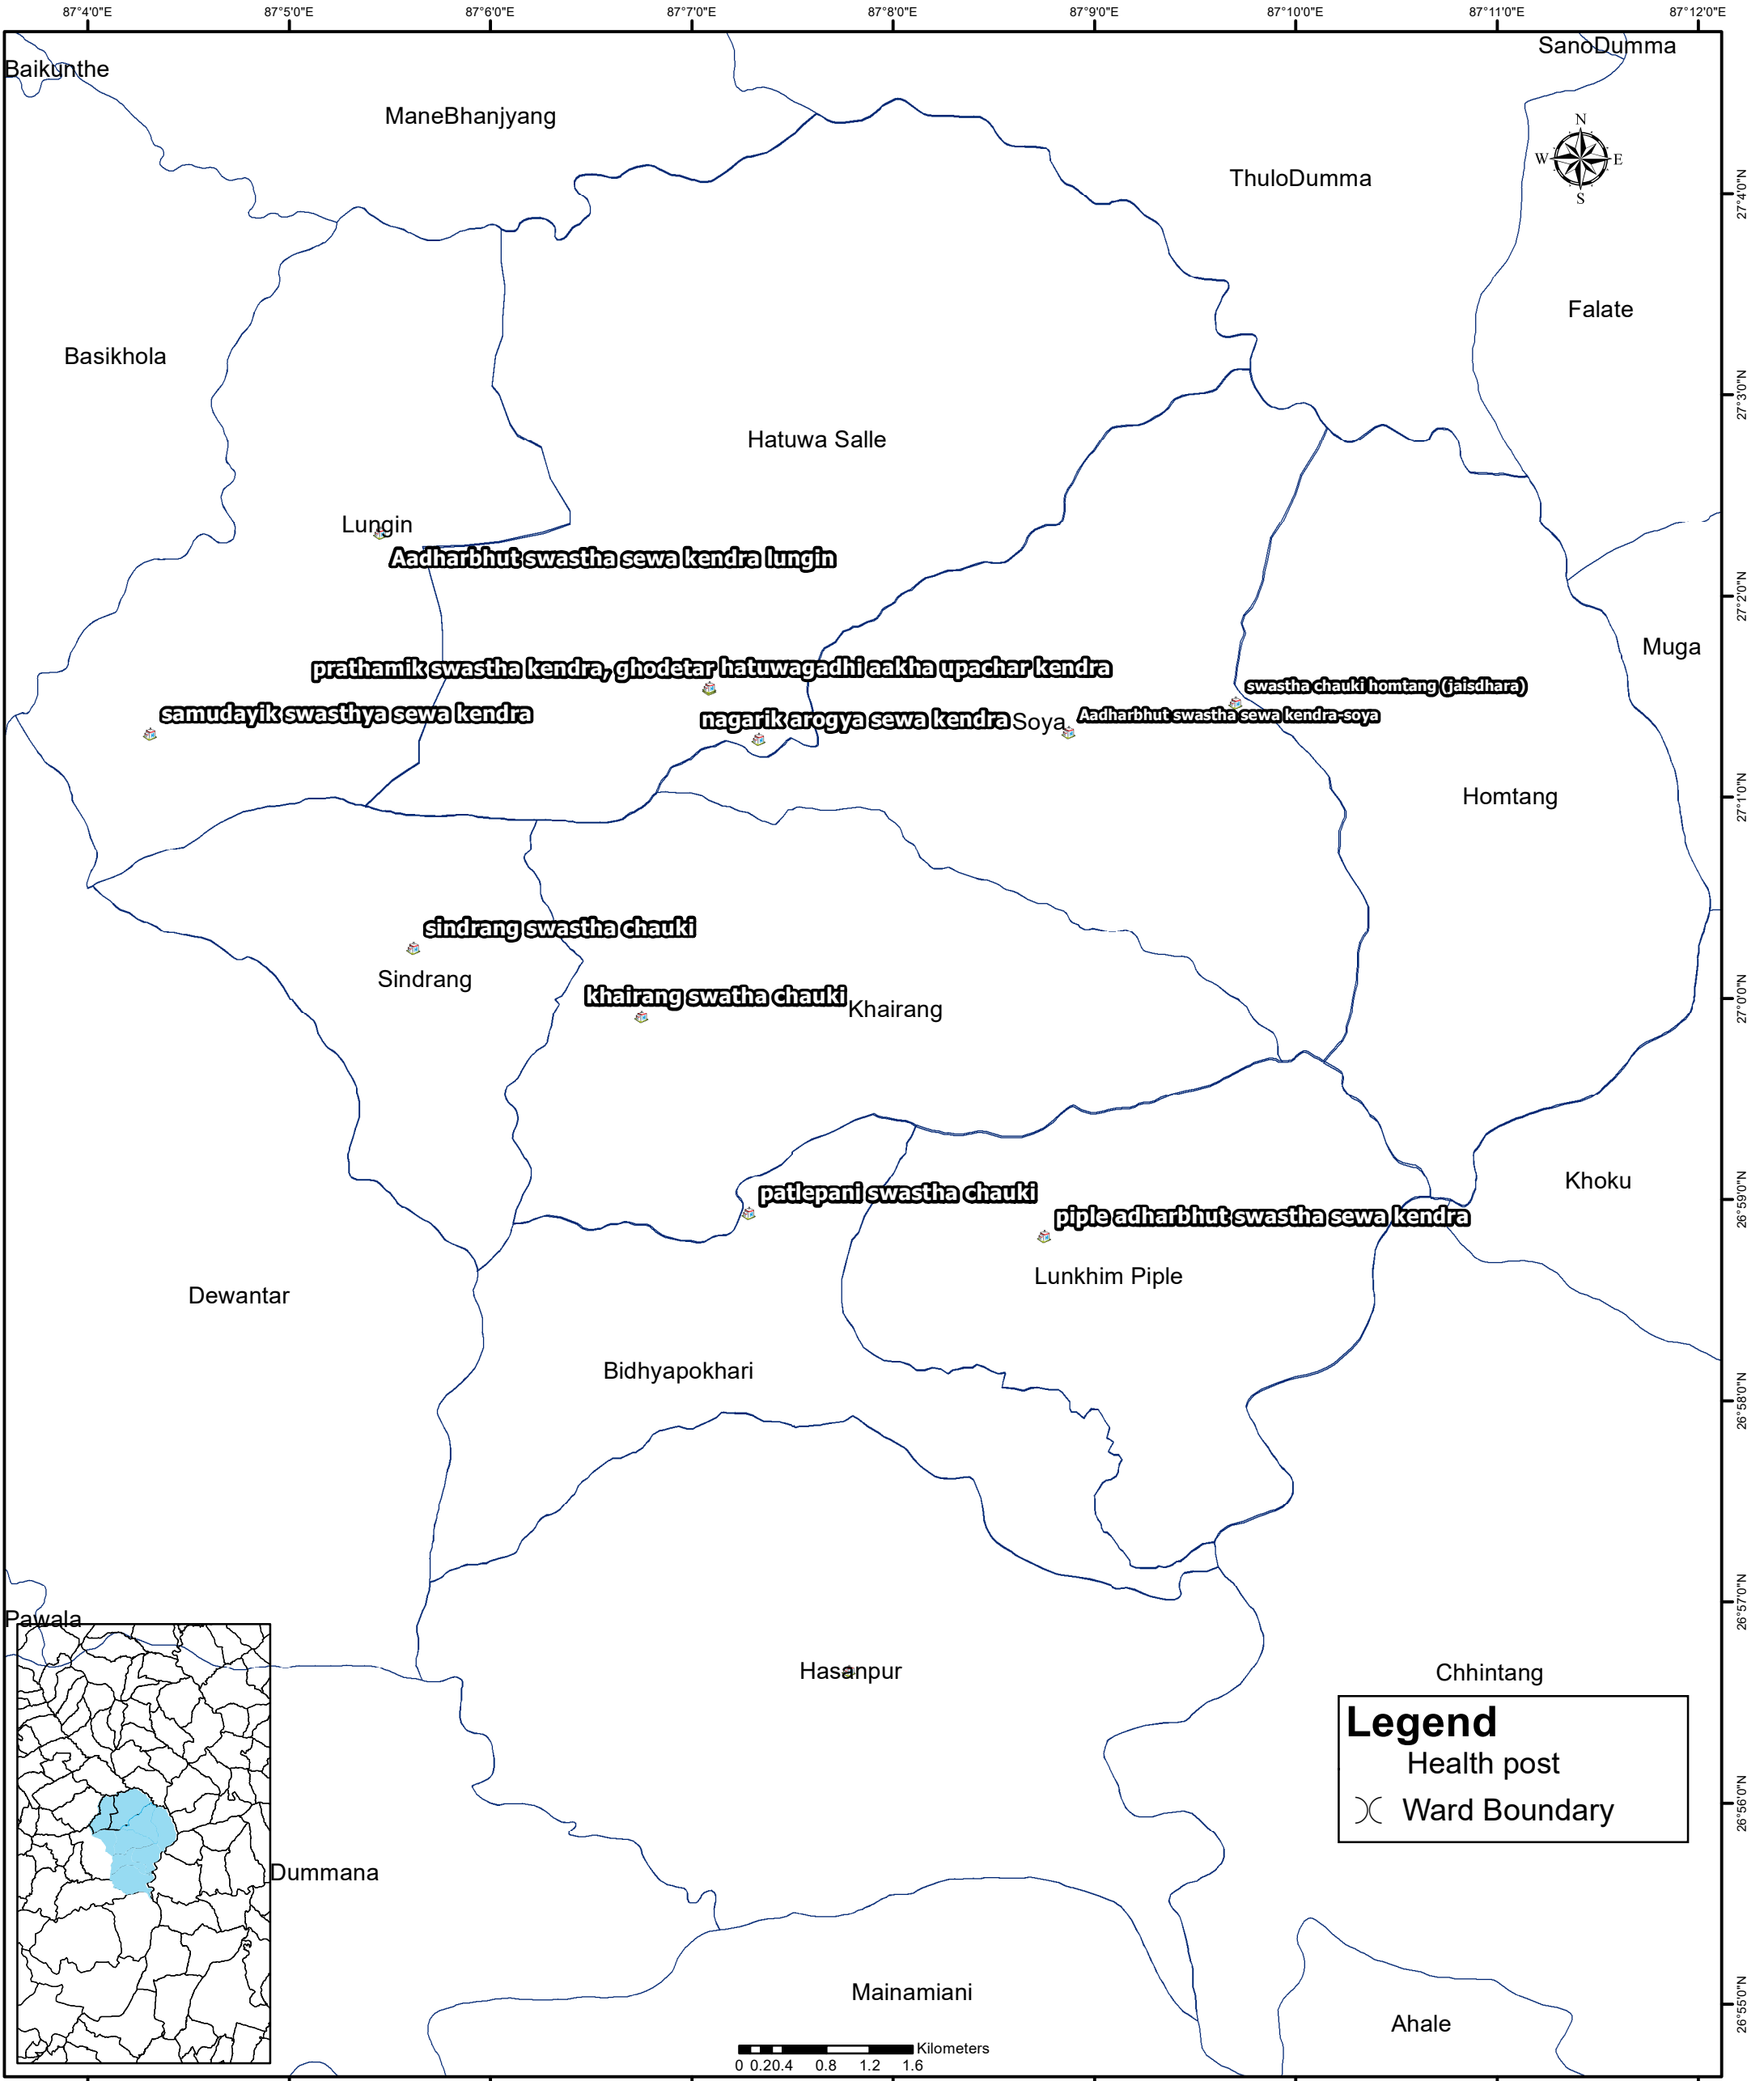 87°4'0"E 87°5'0"E 87°6'0"E 87°7'0"E 87°8'0"E 87°9'0"E 87°10'0"E 87°11'0"E 87°12'0"E
SanoDumma
Baikunthe
ManeBhanjyang
N
W E
S
ThuloDumma
27°4'0"N
Falate
Basikhola
27°3'0"N
Hatuwa Salle
Lungin
Aadharbhut swastha sewa kendra lungin
27°2'0"N
Muga
prathamik swastha kendra, ghodetar hatuwagadhi aakha upachar kendra
swastha chauki homtang (jaisdhara)
samudayik swasthya sewa kendra
nagarik arogya sewa kendra Soya Aadharbhut swastha sewa kendra-soya
Homtang
27°1'0"N
sindrang swastha chauki
Sindrang
khairang swatha chauki
Khairang
27°0'0"N
Khoku
patlepani swastha chauki
26°59'0"N
piple adharbhut swastha sewa kendra
Lunkhim Piple
Dewantar
Bidhyapokhari
26°58'0"N
26°57'0"N
Pawala
Hasanpur
Chhintang
Legend
Health post
Ward Boundary
26°56'0"N
Dummana
Mainamiani
26°55'0"N
Ahale
Kilometers
0 0.20.4 0.8 1.2 1.6